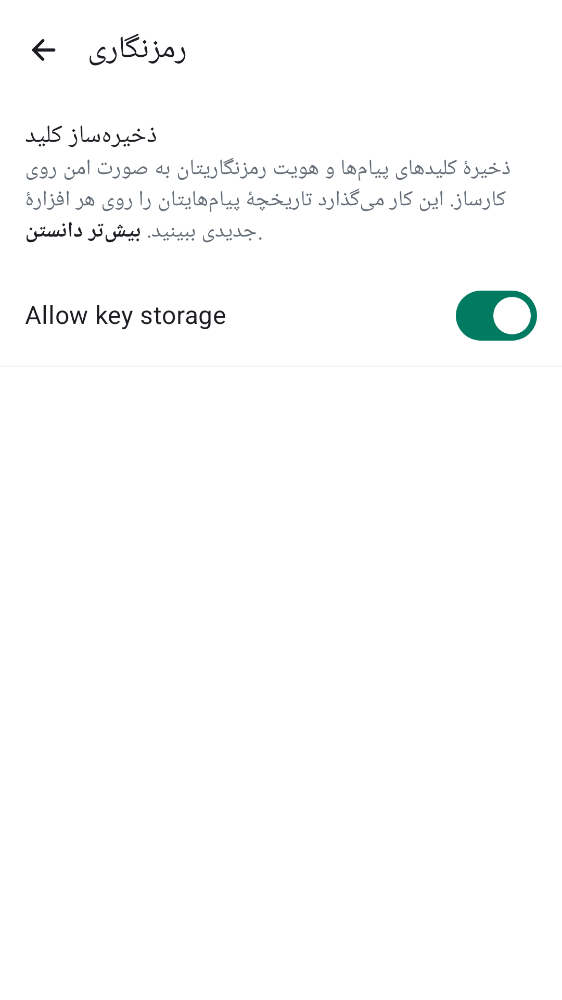 رمزنگاری
ذخیره‌ساز کلید
ذخیرهٔ کلیدهای پیام‌ها و هویت رمزنگاریتان به صورت امن روی
کارساز. این کار می‌گذارد تاریخچهٔ پیام‌هایتان را روی هر افزارهٔ
جدیدی ببینید. بیش‌تر دانستن.
Allow key storage